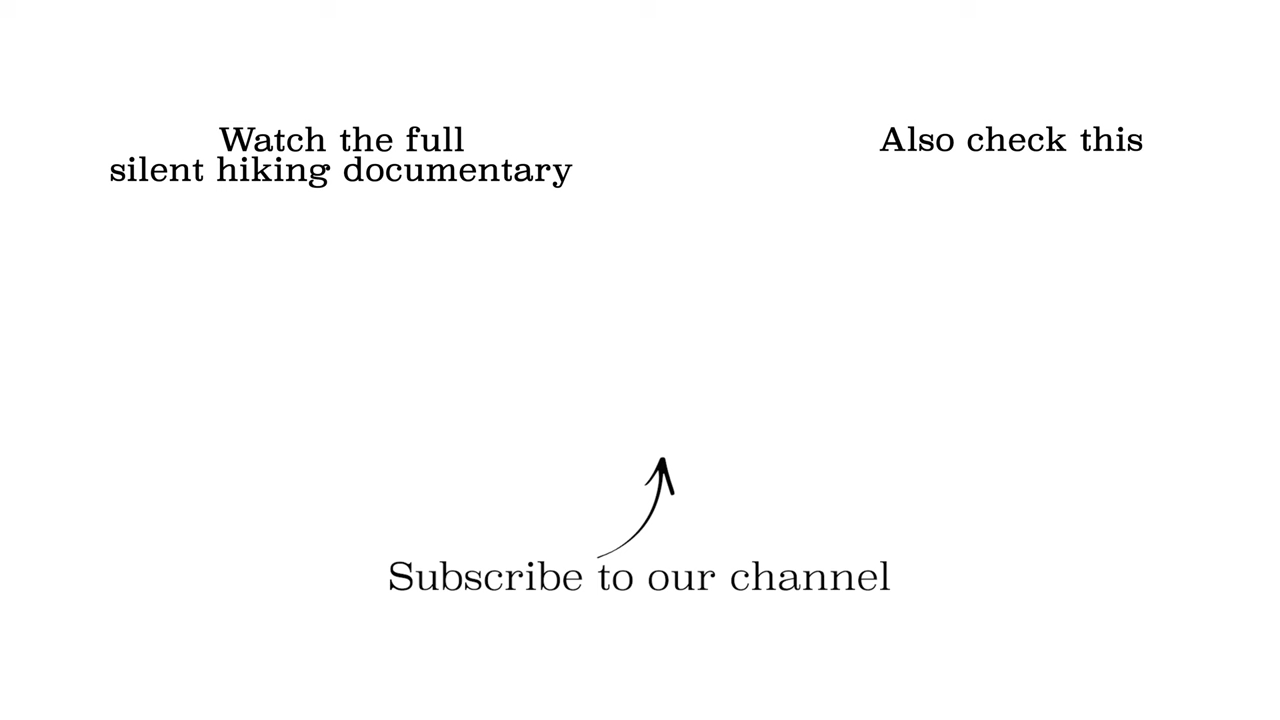 Watch the full
silent hiking documentary
Also check this
Subscribe to our channel